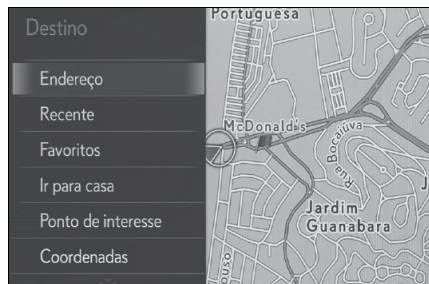 Destino
Endereço
Recente
Favoritos
Ir para casa
Ponto de interesse
Coordenadas
Portuguesa
McDonald's
Rua Bocaiúva
Jardim
Guanabara